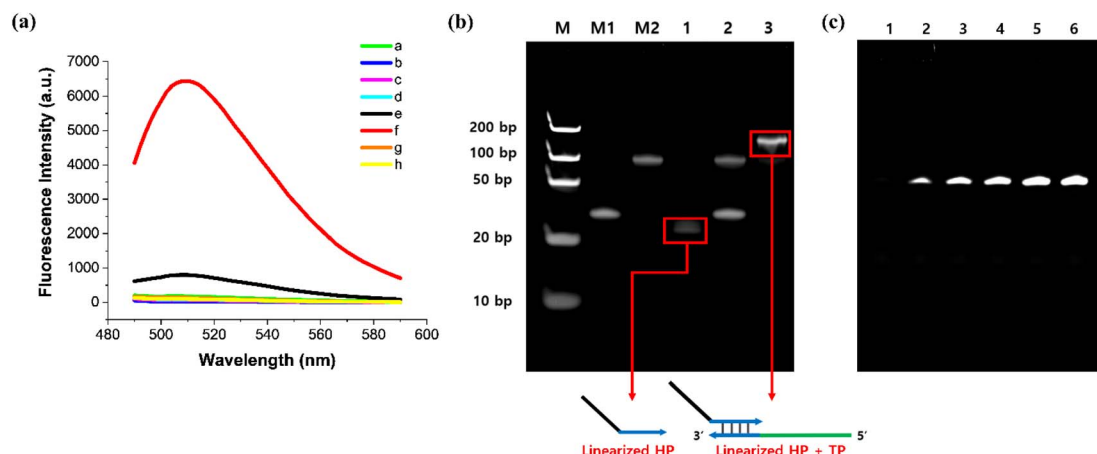 (a)
Fluorescence Intensity (a.u.)
7000
6000
5000
4000
3000
2000
1000
0
480 500 520 540 560 580 600
Wavelength (nm)
a
b
c
d
e
f
g
h
(b)
M M1 M2 1 2 3
200 bp
100 bp
50 bp
20 bp
10 bp
Linearized HP
3′ 5′
Linearized HP + TP
(c)
1 2 3 4 5 6